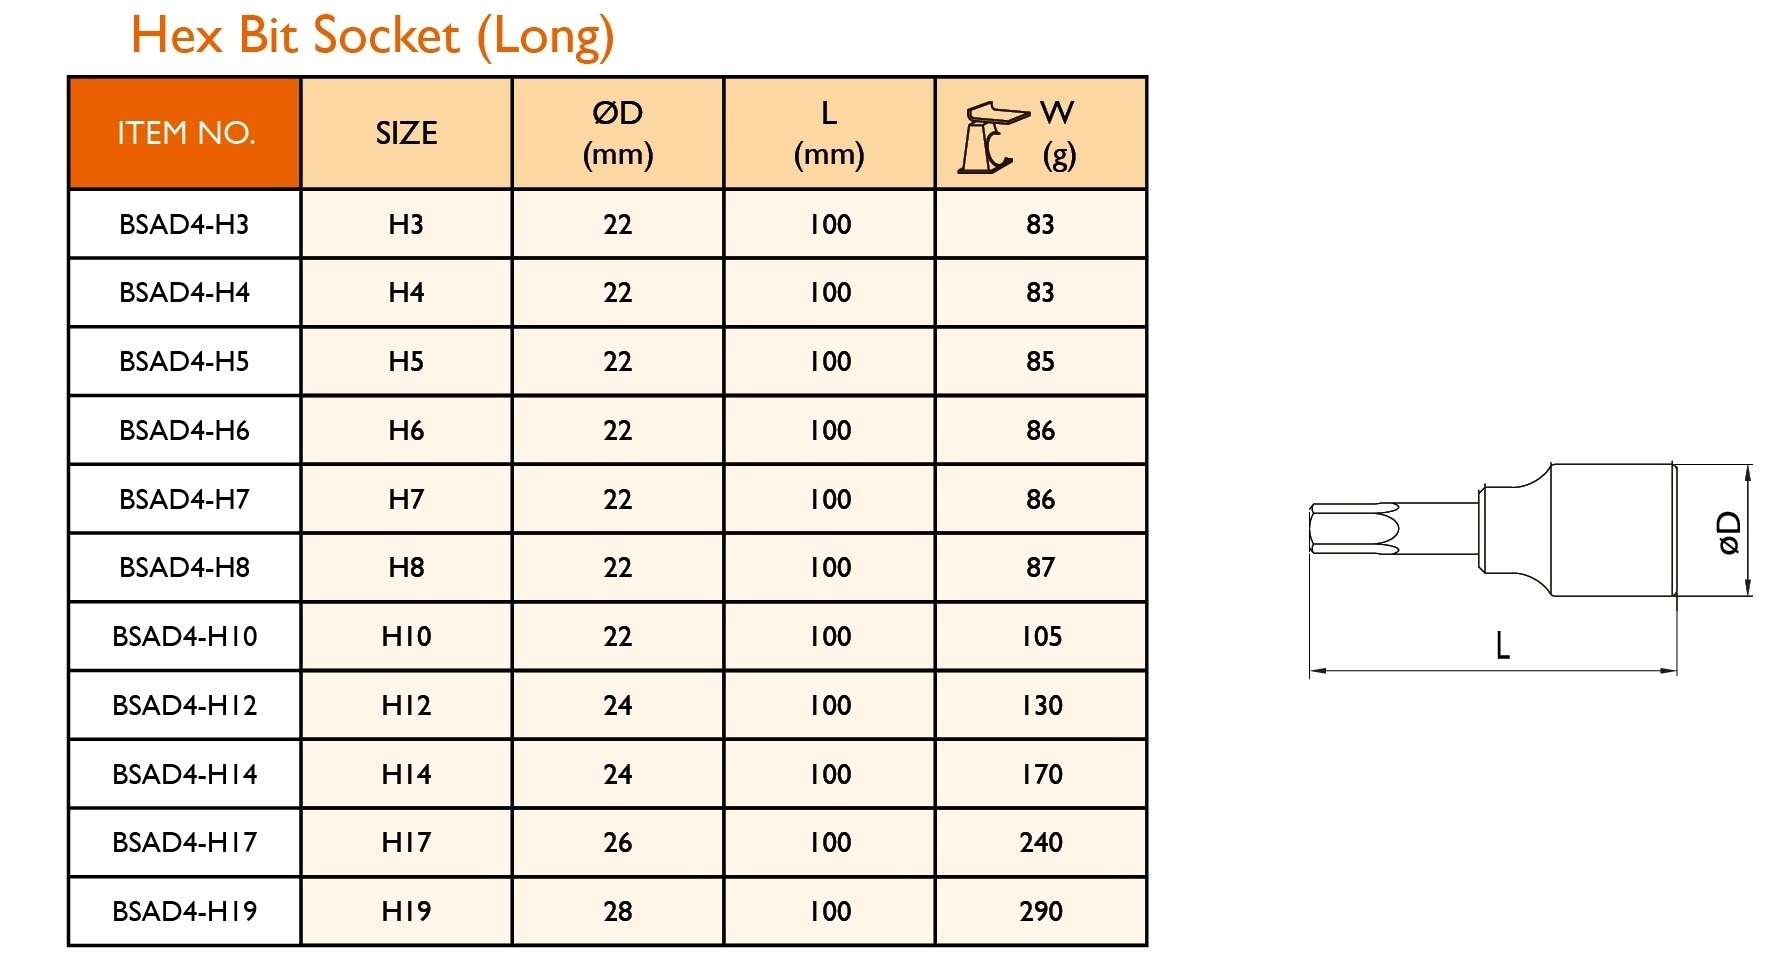 Hex Bit Socket (Long)
ITEM NO. SIZE ØD (mm) L (mm) W (g)
BSAD4-H3 H3 22 100 83
BSAD4-H4 H4 22 100 83
BSAD4-H5 H5 22 100 85
BSAD4-H6 H6 22 100 86
BSAD4-H7 H7 22 100 86
BSAD4-H8 H8 22 100 87
BSAD4-H10 H10 22 100 105
BSAD4-H12 H12 24 100 130
BSAD4-H14 H14 24 100 170
BSAD4-H17 H17 26 100 240
BSAD4-H19 H19 28 100 290
øD
L